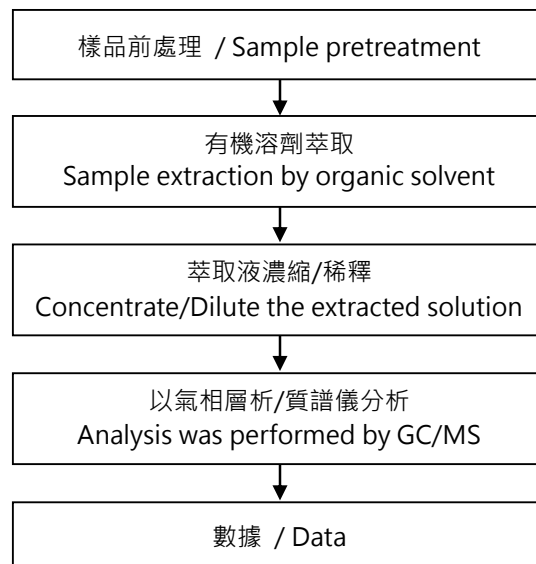 樣品前處理 / Sample pretreatment
有機溶劑萃取
Sample extraction by organic solvent
萃取液濃縮/稀釋
Concentrate/Dilute the extracted solution
以氣相層析/質譜儀分析
Analysis was performed by GC/MS
數據 / Data